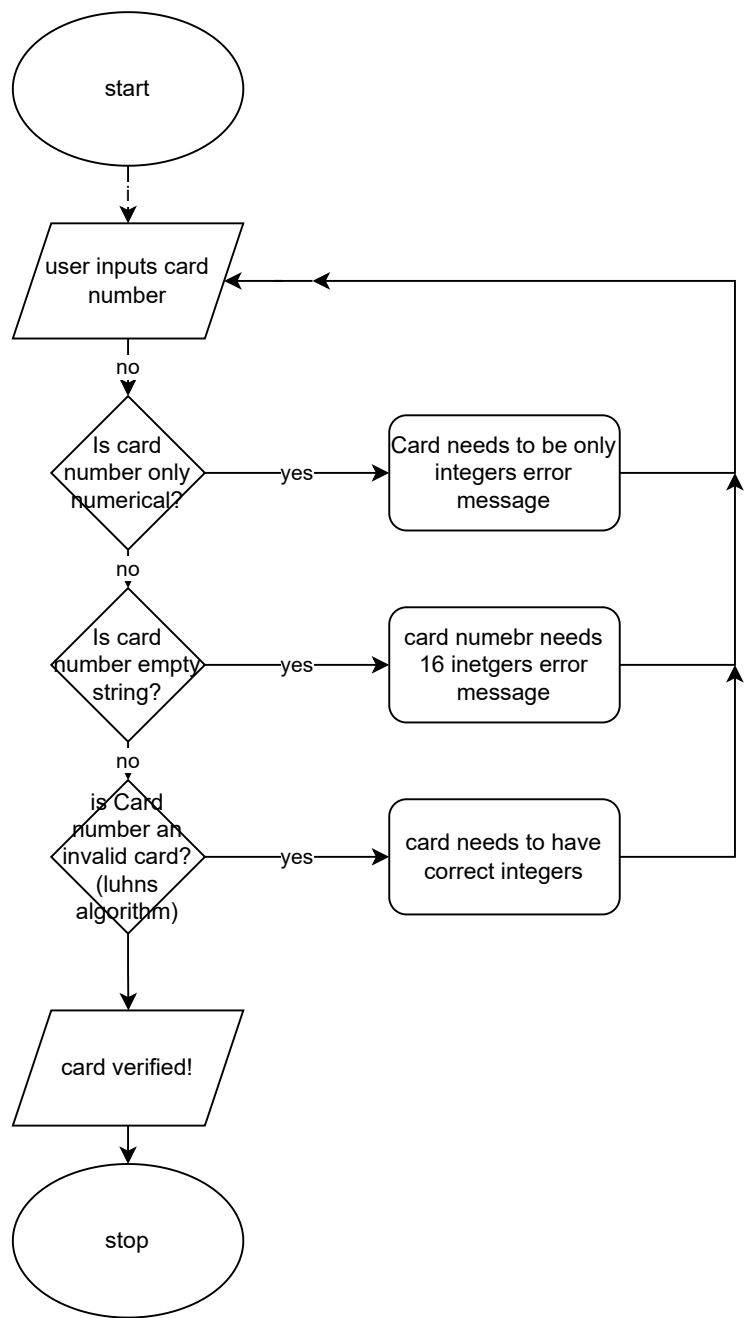 start
i
user inputs card
number
no
Is card
number only
numerical?
yes
Card needs to be only
integers error
message
no
Is card
number empty
string?
yes
card numebr needs
16 inetgers error
message
no
is Card
number an
invalid card?
(luhns
algorithm)
yes
card needs to have
correct integers
card verified!
stop